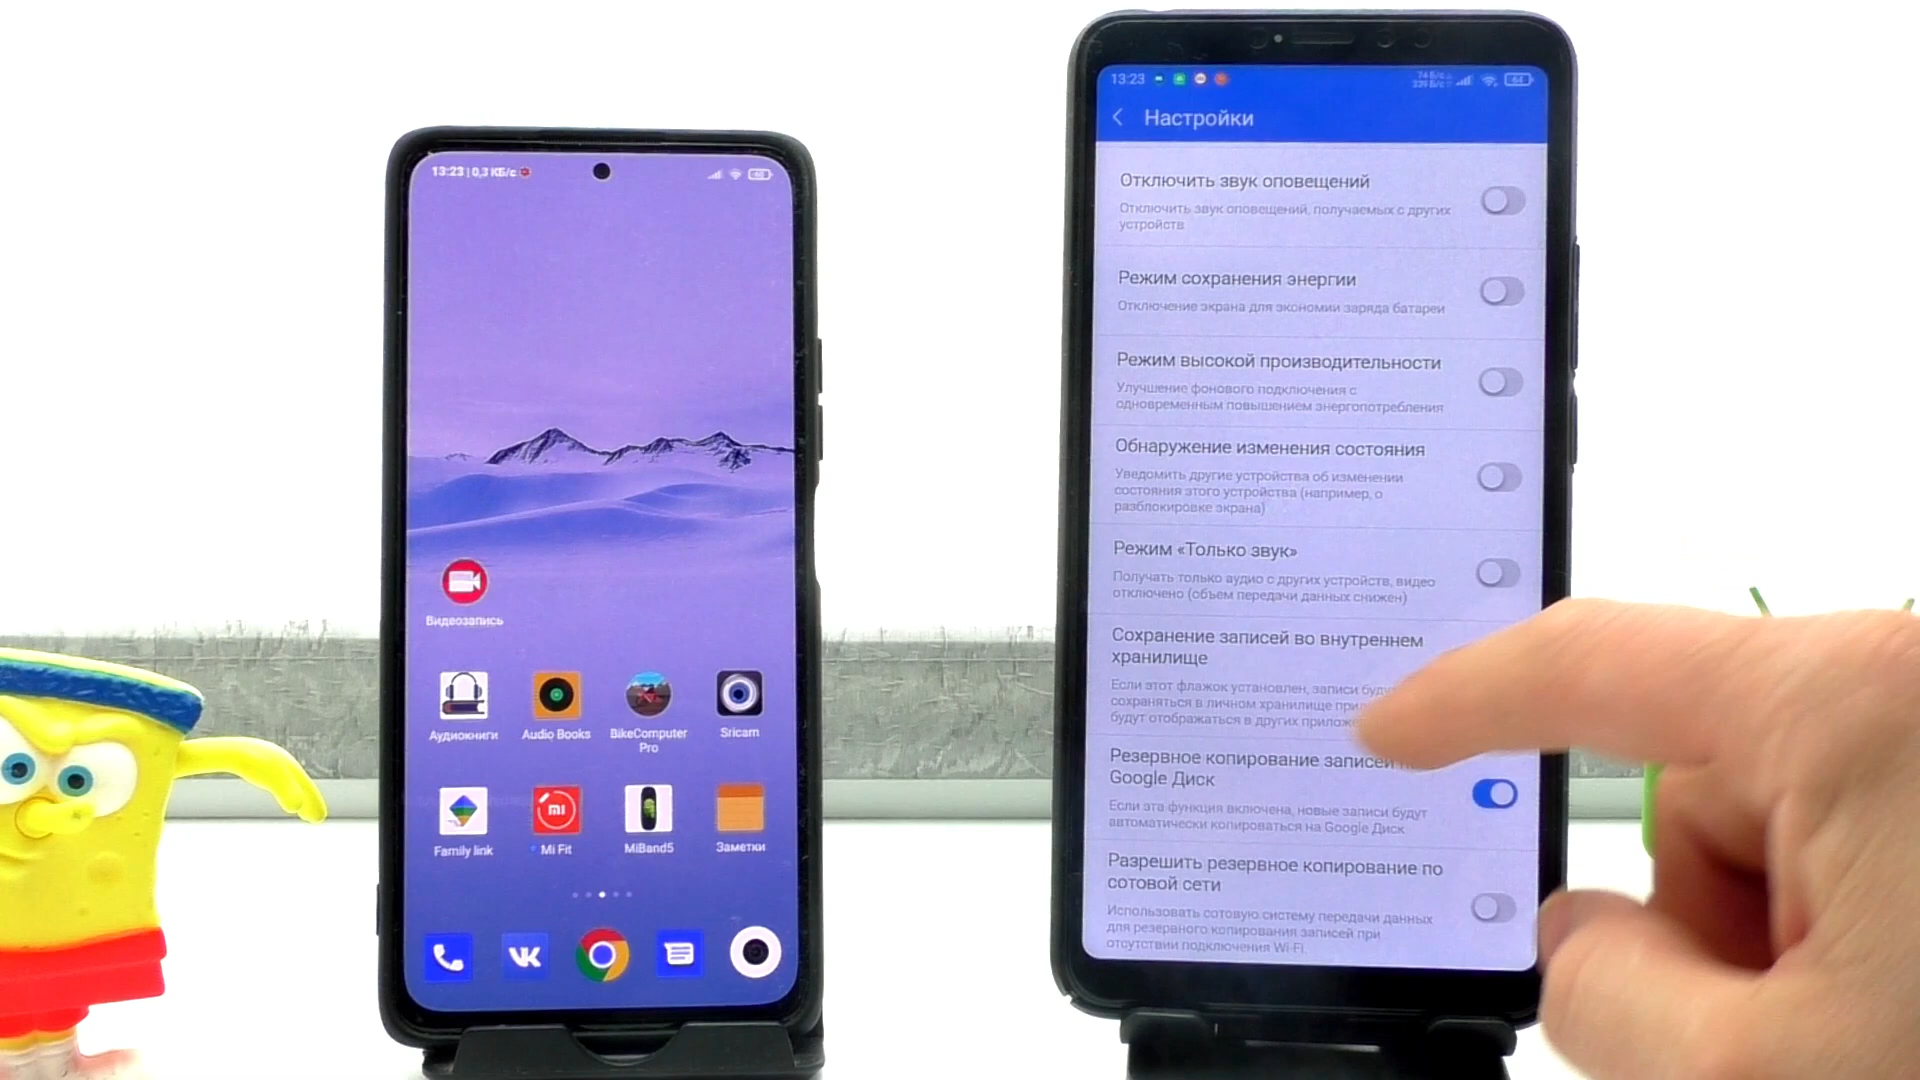 13:23 | 0,3 КБ/с
Видеозапись
Аудиокниги
Audio Books
BikeComputer
Pro
Sricam
Family link
Mi Fit
MiBand5
Заметки
13:23
Настройки
Отключить звук оповещений
Отключить звук оповещений, получаемых с других
устройств
Режим сохранения энергии
Отключение экрана для экономии заряда батареи
Режим высокой производительности
Улучшение фонового подключения с
одновременным повышением энергопотребления
Обнаружение изменения состояния
Уведомить другие устройства об изменении
состояния этого устройства (например, о
разблокировке экрана)
Режим «Только звук»
Получать только аудио с других устройств, видео
отключено (объем передачи данных снижен)
Сохранение записей во внутреннем
хранилище
Если этот флажок установлен, записи
сохраняться в личном хранилище
будут отображаться в других
Резервное копирование записей
Google Диск
Если эта функция включена, новые записи будут
автоматически копироваться на Google Диск
Разрешить резервное копирование по
сотовой сети
Использовать сотовую систему передачи данных
для резервного копирования записей при
отсутствии подключения Wi-Fi.